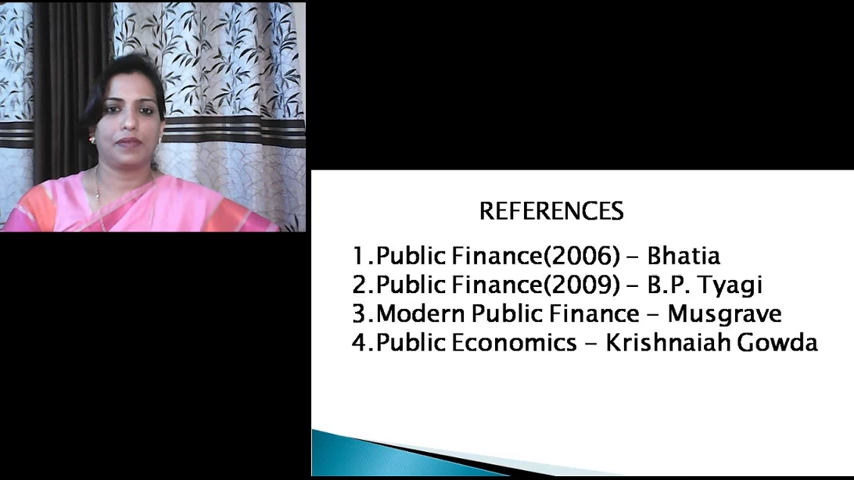 REFERENCES
1.Public Finance(2006) – Bhatia
2.Public Finance(2009) – B.P. Tyagi
3.Modern Public Finance – Musgrave
4.Public Economics – Krishnaiah Gowda